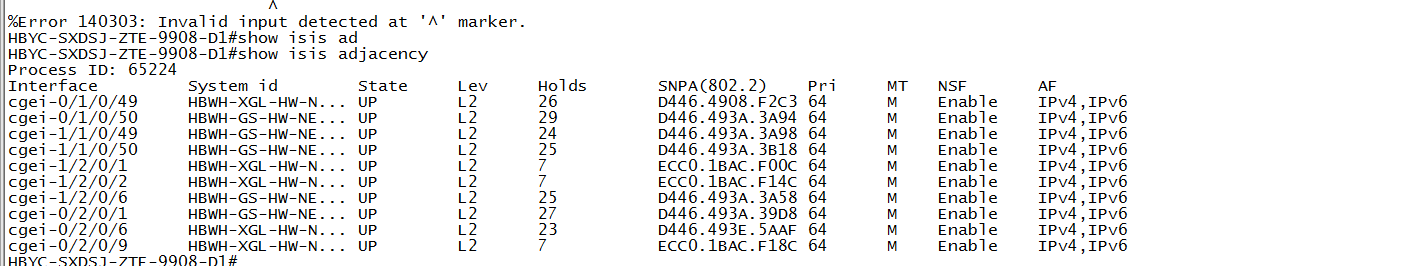 ^
%Error 140303: Invalid input detected at '^' marker.
HBYC-SXDSJ-ZTE-9908-D1#show isis ad
HBYC-SXDSJ-ZTE-9908-D1#show isis adjacency
Process ID: 65224
Interface System id State Lev Holds SNPA(802.2) Pri MT NSF AF
cgei-0/1/0/49 HBWH-XGL-HW-N... UP L2 26 D446.4908.F2C3 64 M Enable IPv4,IPv6
cgei-0/1/0/50 HBWH-GS-HW-NE... UP L2 29 D446.493A.3A94 64 M Enable IPv4,IPv6
cgei-1/1/0/49 HBWH-GS-HW-NE... UP L2 24 D446.493A.3A98 64 M Enable IPv4,IPv6
cgei-1/1/0/50 HBWH-GS-HW-NE... UP L2 25 D446.493A.3B18 64 M Enable IPv4,IPv6
cgei-1/2/0/1 HBWH-XGL-HW-N... UP L2 7 ECC0.1BAC.F00C 64 M Enable IPv4,IPv6
cgei-1/2/0/2 HBWH-XGL-HW-N... UP L2 7 ECC0.1BAC.F14C 64 M Enable IPv4,IPv6
cgei-1/2/0/6 HBWH-GS-HW-NE... UP L2 25 D446.493A.3A58 64 M Enable IPv4,IPv6
cgei-0/2/0/1 HBWH-GS-HW-NE... UP L2 27 D446.493A.39D8 64 M Enable IPv4,IPv6
cgei-0/2/0/6 HBWH-XGL-HW-N... UP L2 23 D446.493E.5AAF 64 M Enable IPv4,IPv6
cgei-0/2/0/9 HBWH-XGL-HW-N... UP L2 7 ECC0.1BAC.F18C 64 M Enable IPv4,IPv6
HBYC-SXDSJ-ZTE-9908-D1#